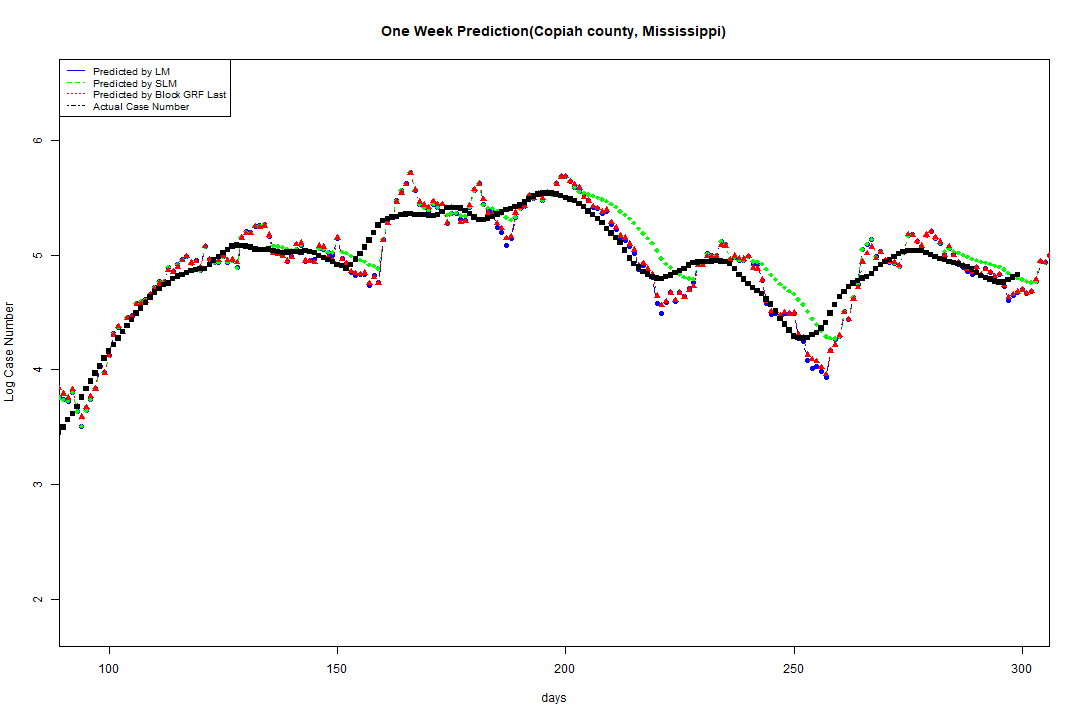 One Week Prediction(Copiah county, Mississippi)
Predicted by LM
Predicted by SLM
Predicted by Block GRF Last
Actual Case Number
6
5
4
3
2
Log Case Number
100 150 200 250 300
days